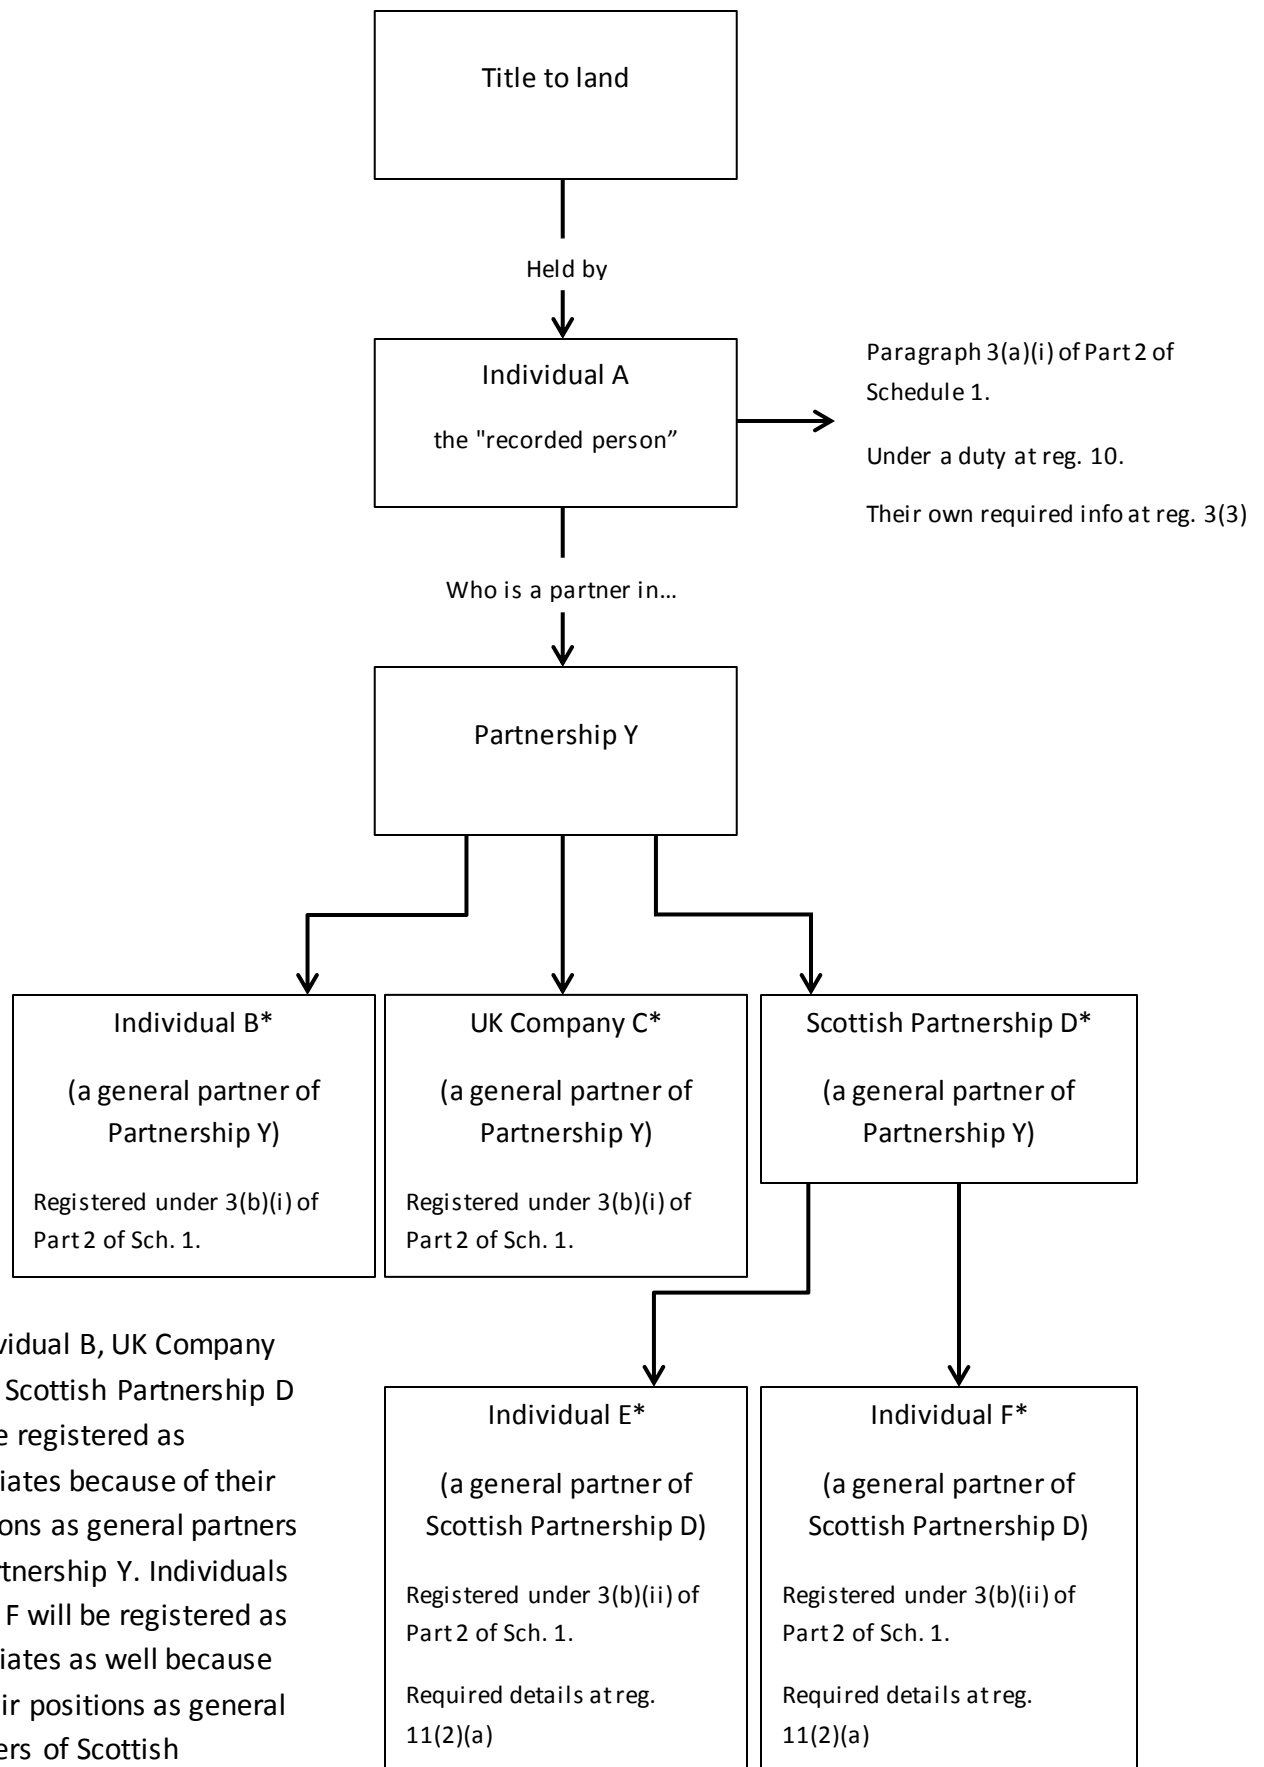 Title to land
Held by
Individual A
the "recorded person”
Paragraph 3(a)(i) of Part 2 of
Schedule 1.
Under a duty at reg. 10.
Their own required info at reg. 3(3)
Who is a partner in...
Partnership Y
Individual B*
(a general partner of
Partnership Y)
Registered under 3(b)(i) of
Part 2 of Sch. 1.
UK Company C*
(a general partner of
Partnership Y)
Registered under 3(b)(i) of
Part 2 of Sch. 1.
Scottish Partnership D*
(a general partner of
Partnership Y)
vidual B, UK Company
Scottish Partnership D
e registered as
iates because of their
ons as general partners
rtnership Y. Individuals
F will be registered as
iates as well because
ir positions as general
ers of Scottish
Individual E*
(a general partner of
Scottish Partnership D)
Registered under 3(b)(ii) of
Part 2 of Sch. 1.
Required details at reg.
11(2)(a)
Individual F*
(a general partner of
Scottish Partnership D)
Registered under 3(b)(ii) of
Part 2 of Sch. 1.
Required details at reg.
11(2)(a)